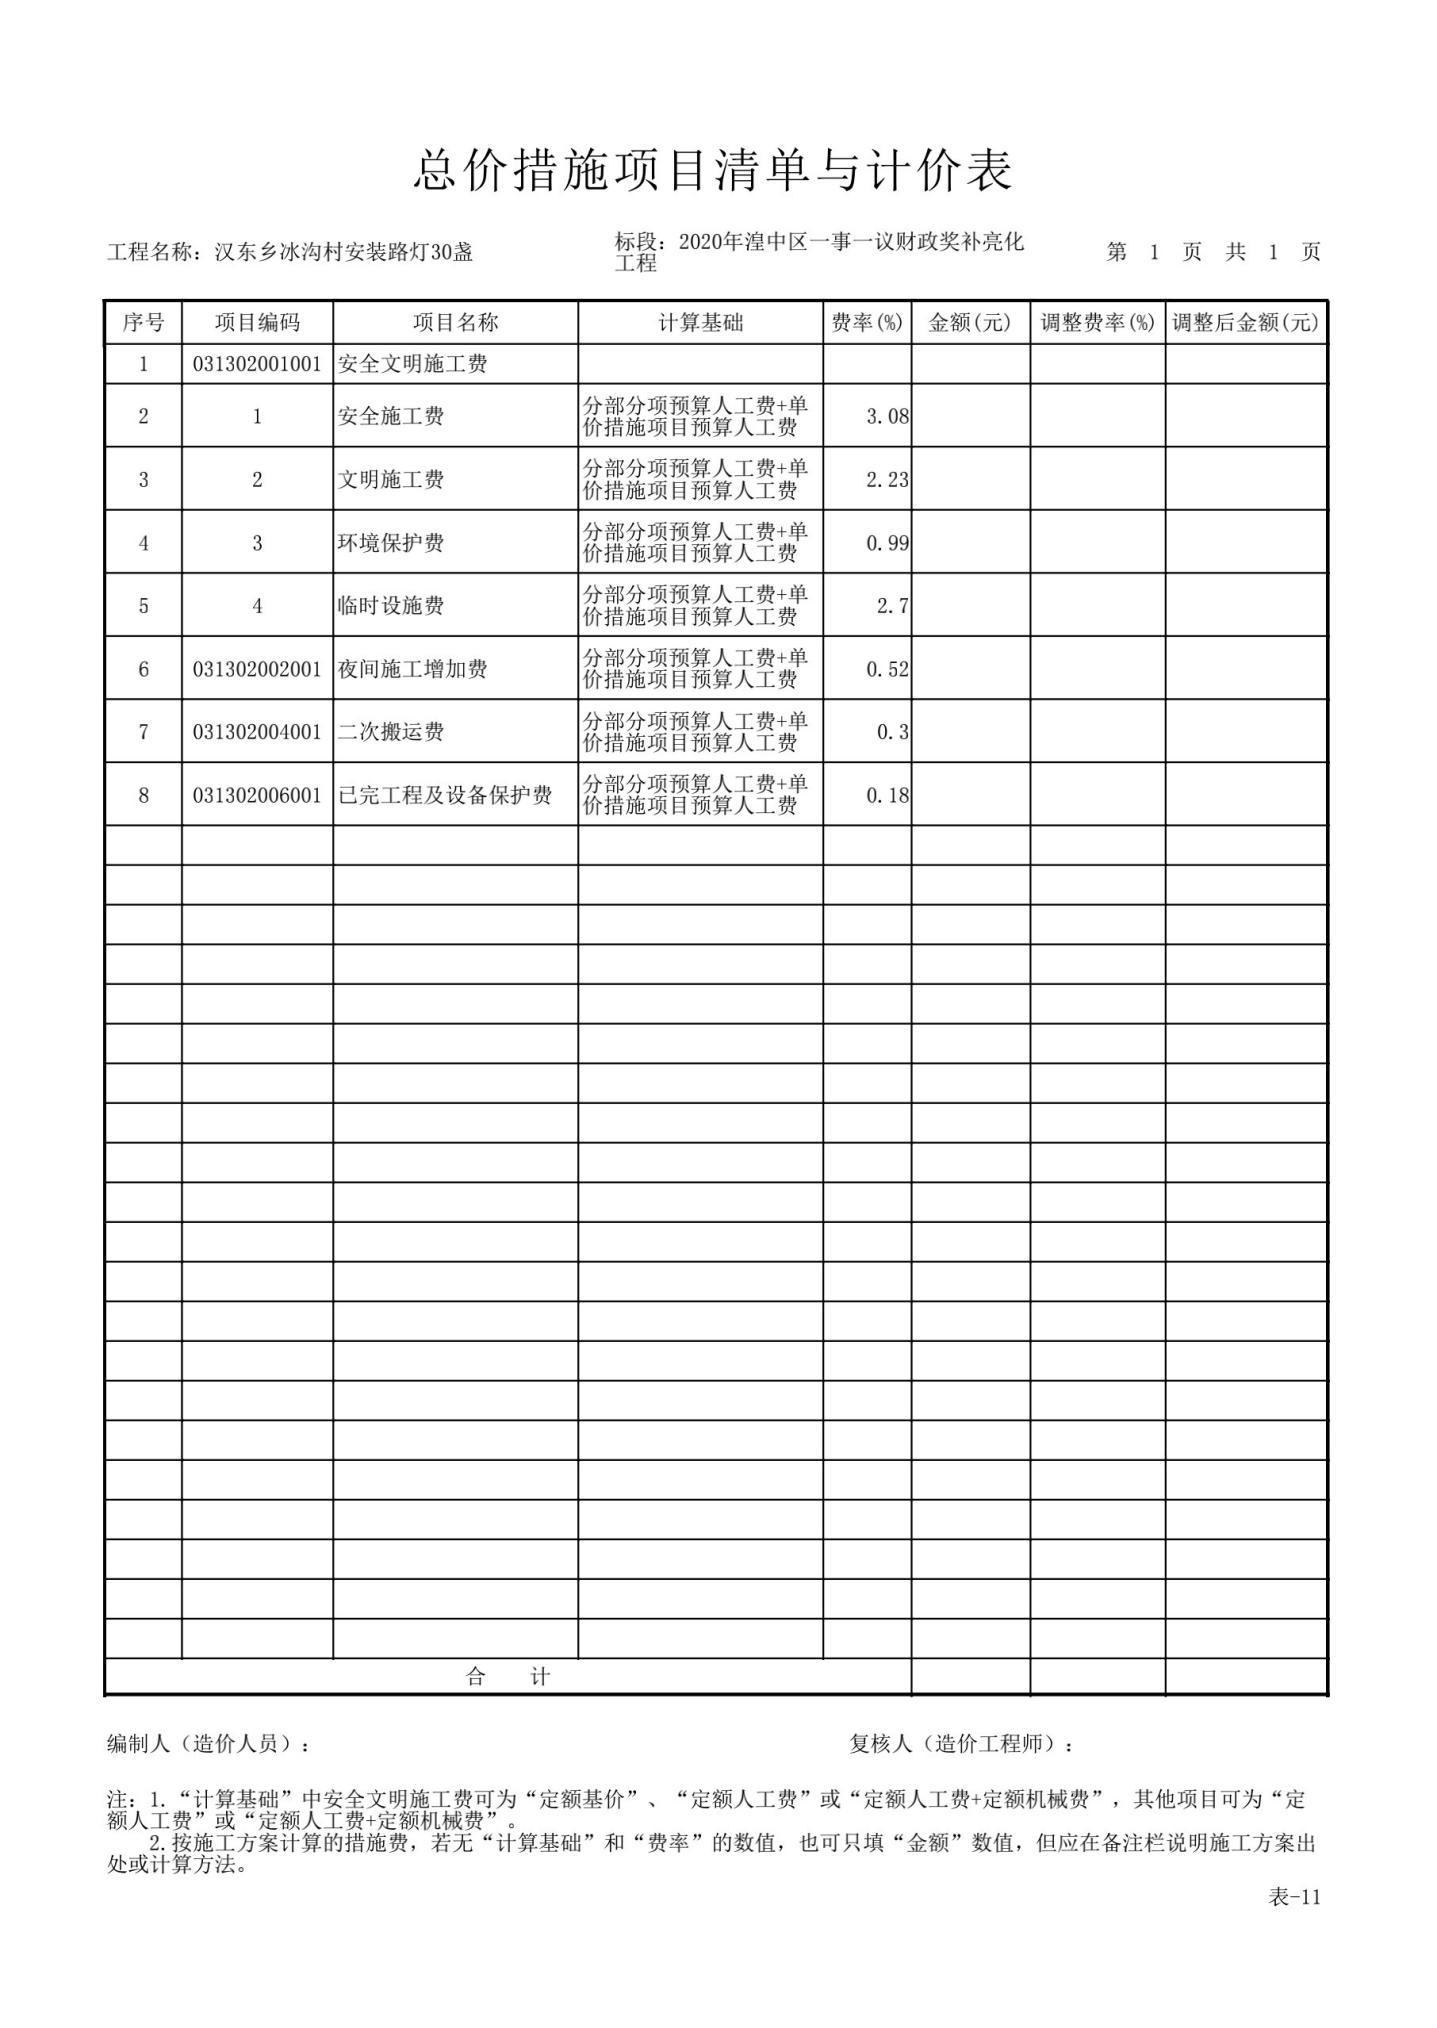 总价措施项目清单与计价表
工程名称：汉东乡冰沟村安装路灯30盏
标段：2020年湟中区一事一议财政奖补亮化
工程
第 1 页 共 1 页
序号 项目编码 项目名称 计算基础 费率(%) 金额(元) 调整费率(%) 调整后金额(元)
1 031302001001 安全文明施工费
2 1 安全施工费 分部分项预算人工费+单
价措施项目预算人工费 3.08
3 2 文明施工费 分部分项预算人工费+单
价措施项目预算人工费 2.23
4 3 环境保护费 分部分项预算人工费+单
价措施项目预算人工费 0.99
5 4 临时设施费 分部分项预算人工费+单
价措施项目预算人工费 2.7
6 031302002001 夜间施工增加费 分部分项预算人工费+单
价措施项目预算人工费 0.52
7 031302004001 二次搬运费 分部分项预算人工费+单
价措施项目预算人工费 0.3
8 031302006001 已完工程及设备保护费 分部分项预算人工费+单
价措施项目预算人工费 0.18
合 计
编制人（造价人员）： 复核人（造价工程师）：
注：1.“计算基础”中安全文明施工费可为“定额基价”、“定额人工费”或“定额人工费+定额机械费”，其他项目可为“定
额人工费”或“定额人工费+定额机械费”。
2.按施工方案计算的措施费，若无“计算基础”和“费率”的数值，也可只填“金额”数值，但应在备注栏说明施工方案出
处或计算方法。
表-11